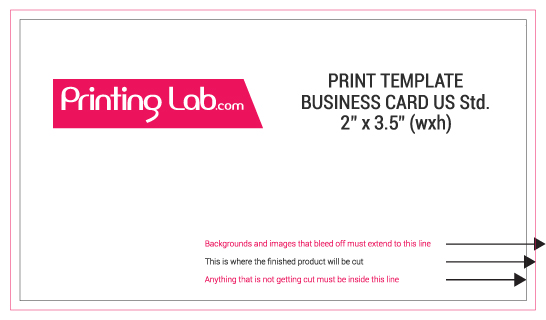 Printing Lab.com
PRINT TEMPLATE
BUSINESS CARD US Std.
2" x 3.5" (wxh)
Backgrounds and images that bleed off must extend to this line
This is where the finished product will be cut
Anything that is not getting cut must be inside this line